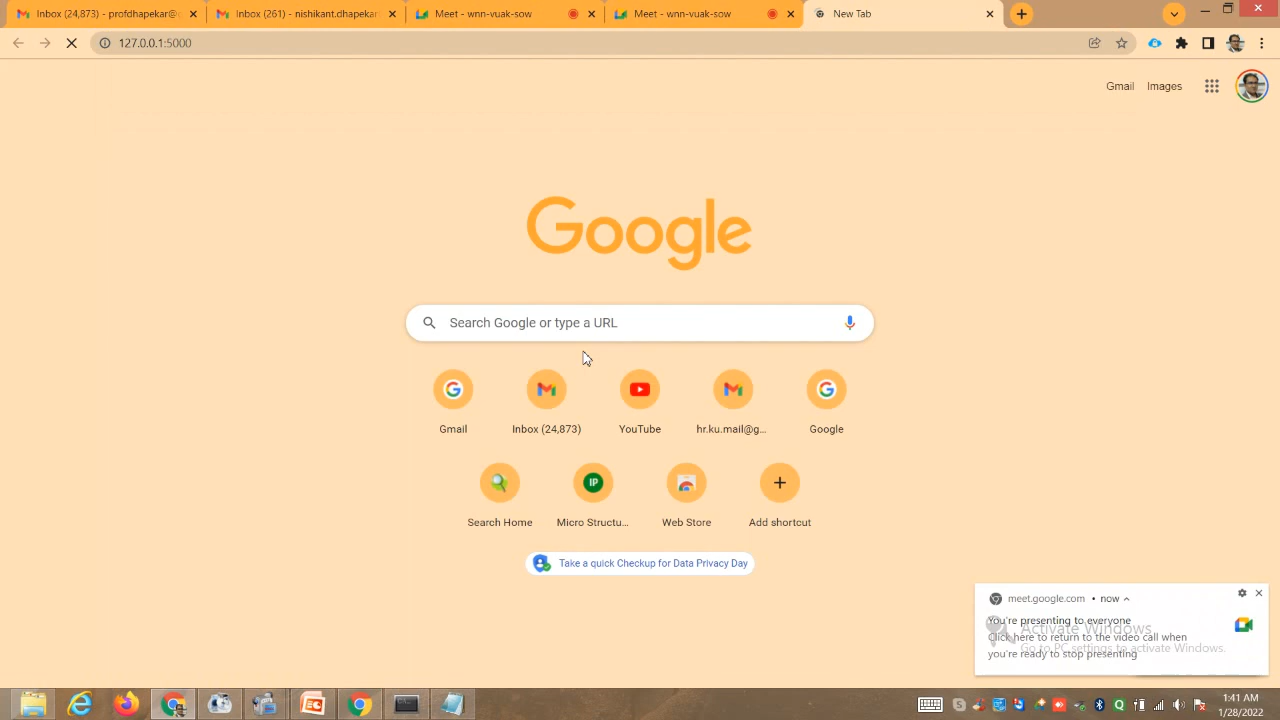 Inbox (24,873) - profdhapekar@
Inbox (261) - nishikant.dhapekar
Meet - wnn-vuak-sow
Meet - wnn-vuak-sow
New Tab
127.0.0.1:5000
Gmail Images
Google
Search Google or type a URL
Gmail
Inbox (24,873)
YouTube
hr.ku.mail@g...
Google
Search Home
IP
Micro Structu...
Web Store
Add shortcut
Take a quick Checkup for Data Privacy Day
meet.google.com • now
You're presenting to everyone
Click here to return to the video call when
you're ready to stop presenting
Activate Windows
Go to PC settings to activate Windows.
1:41 AM
1/28/2022